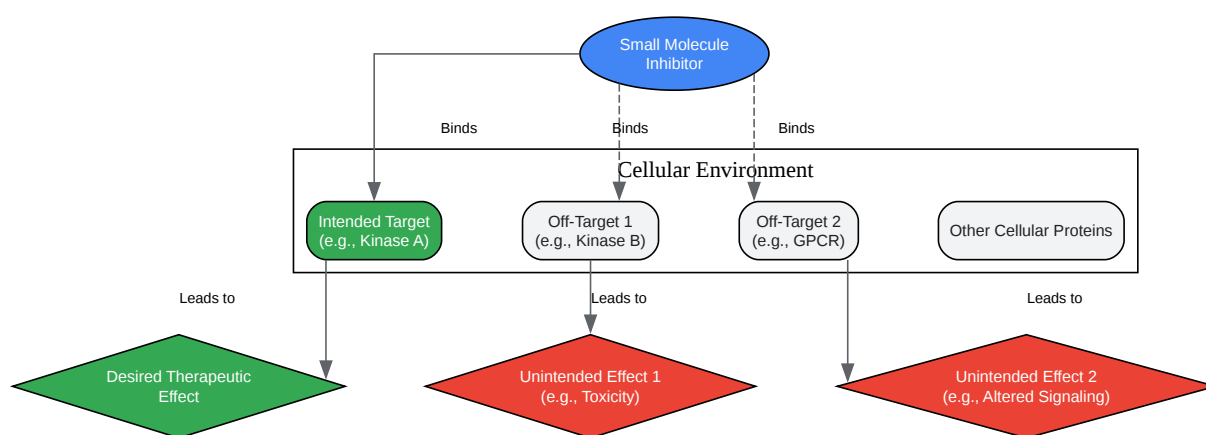 Small Molecule
Inhibitor
Binds
Binds
Binds
Cellular Environment
Intended Target
(e.g., Kinase A)
Off-Target 1
(e.g., Kinase B)
Off-Target 2
(e.g., GPCR)
Other Cellular Proteins
Leads to
Leads to
Leads to
Desired Therapeutic
Effect
Unintended Effect 1
(e.g., Toxicity)
Unintended Effect 2
(e.g., Altered Signaling)